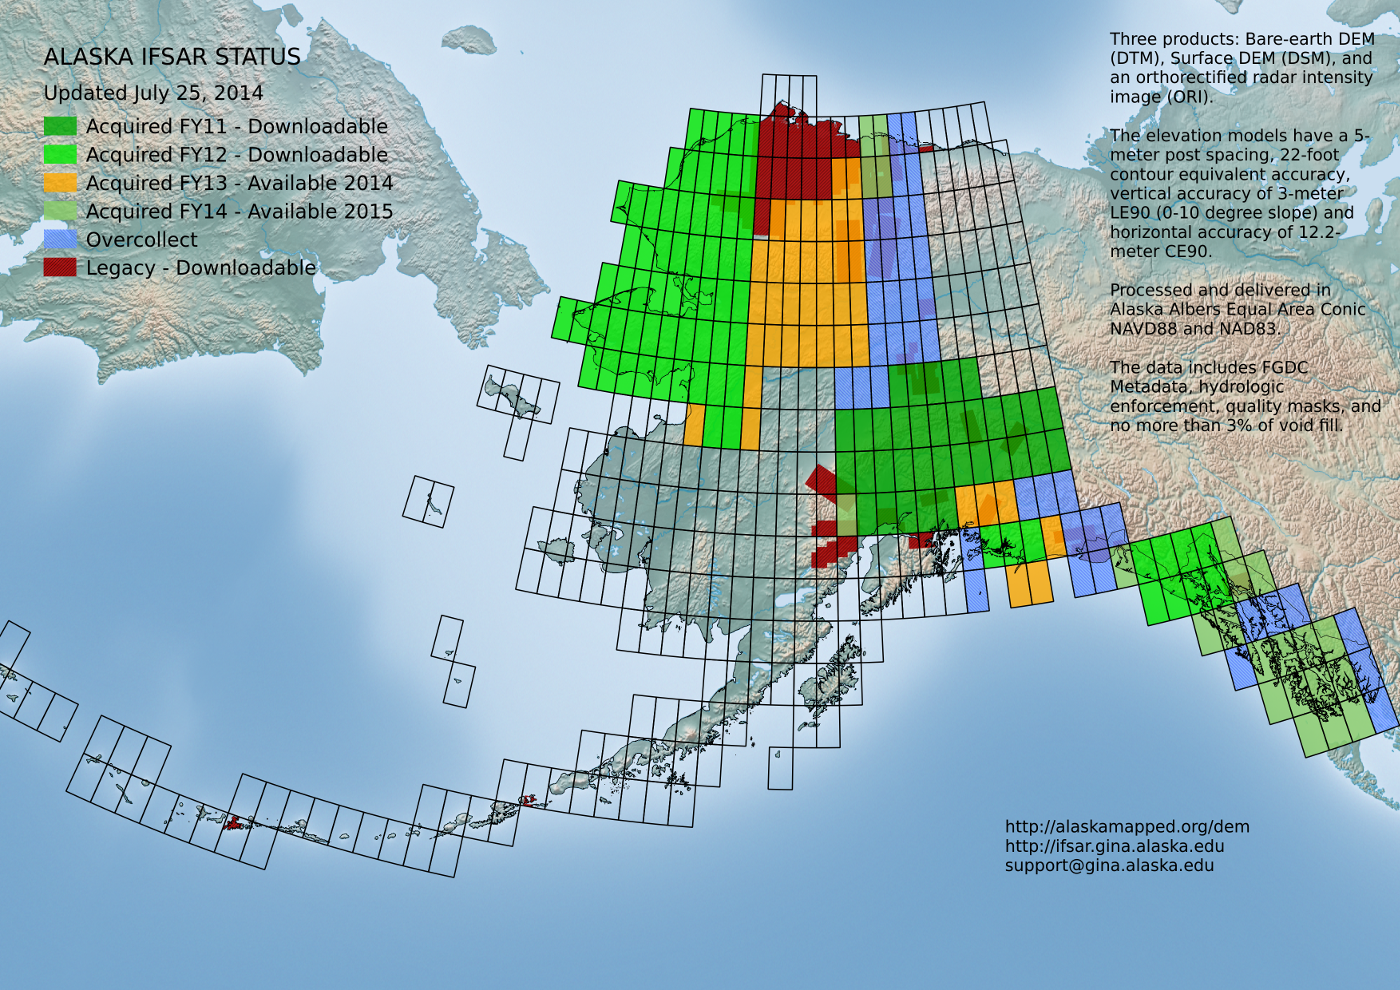 ALASKA IFSAR STATUS
Updated July 25, 2014
Acquired FY11 - Downloadable
Acquired FY12 - Downloadable
Acquired FY13 - Available 2014
Acquired FY14 - Available 2015
Overcollect
Legacy - Downloadable
Three products: Bare-earth DEM
(DTM), Surface DEM (DSM), and
an orthorectified radar intensity
image (ORI).
The elevation models have a 5-
meter post spacing, 22-foot
contour equivalent accuracy,
vertical accuracy of 3-meter
LE90 (0-10 degree slope) and
horizontal accuracy of 12.2-
meter CE90.
Processed and delivered in
Alaska Albers Equal Area Conic
NAVD88 and NAD83.
The data includes FGDC
Metadata, hydrologic
enforcement, quality masks, and
no more than 3% of void fill.
http://alaskamapped.org/dem
http://ifsar.gina.alaska.edu
support@gina.alaska.edu